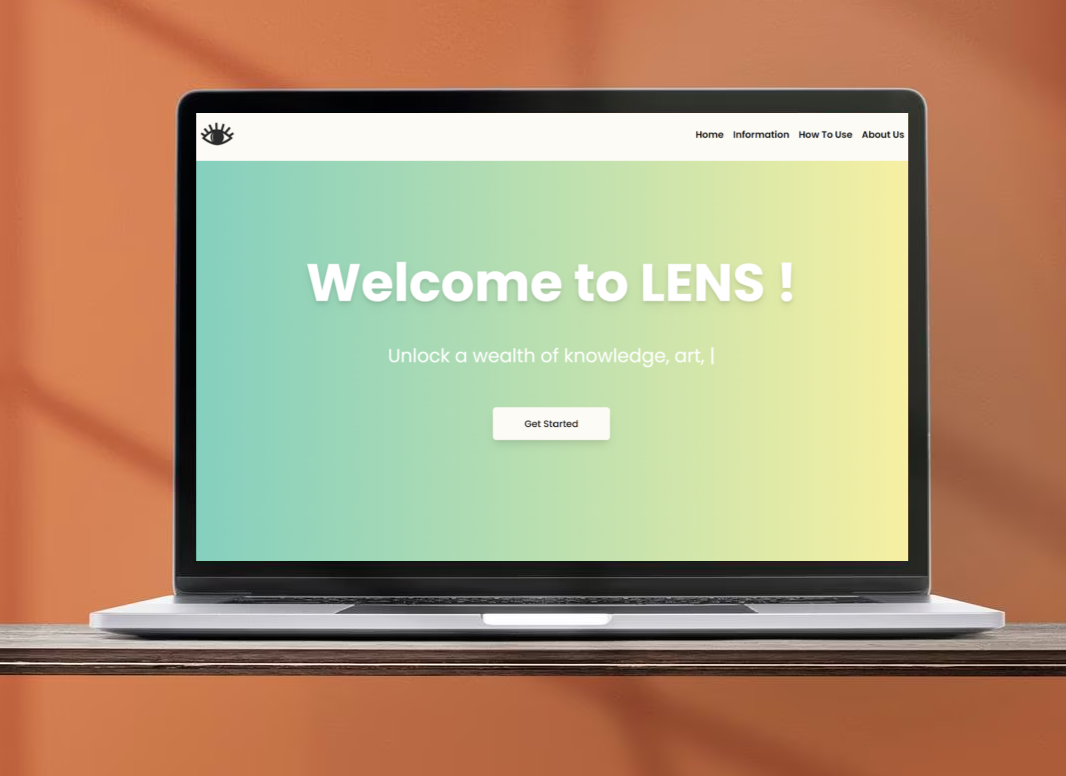 Home Information How To Use About Us
Welcome to LENS !
Unlock a wealth of knowledge, art, |
Get Started